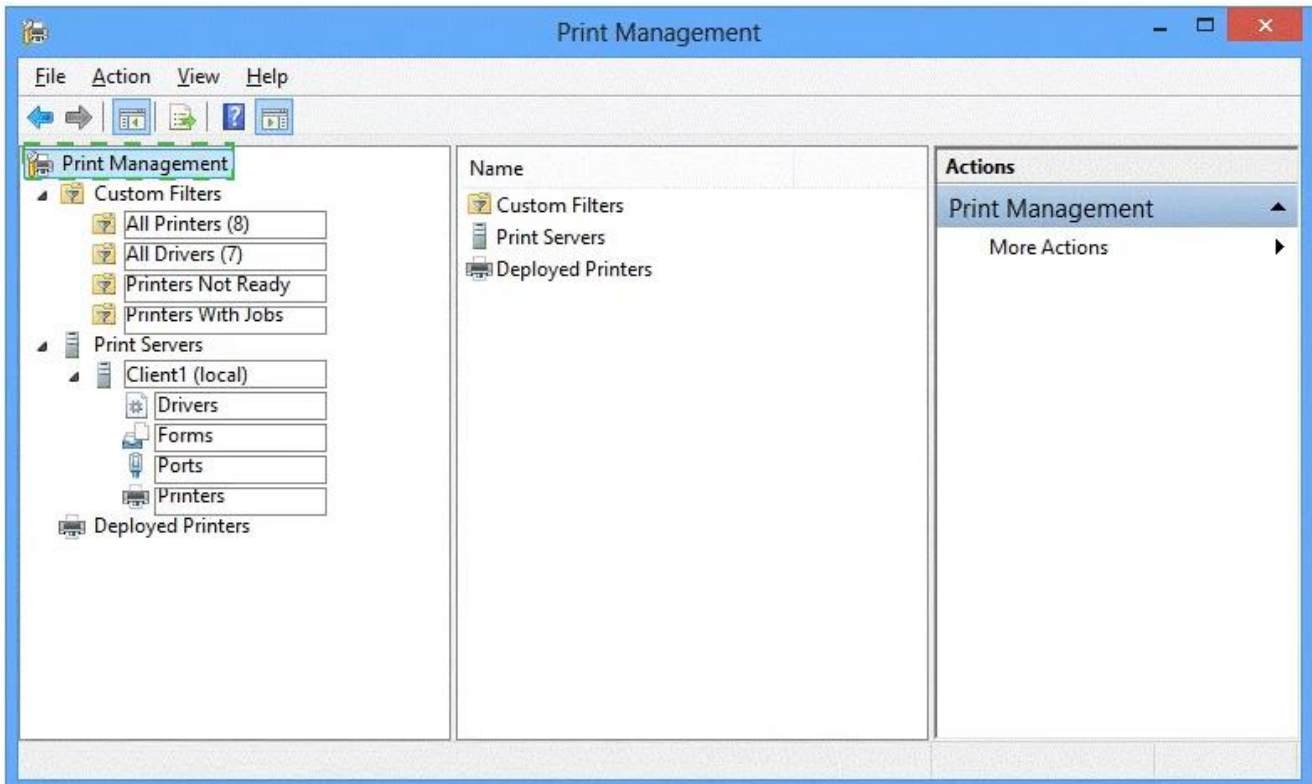 Print Management
File Action View Help
Print Management
Custom Filters
All Printers (8)
All Drivers (7)
Printers Not Ready
Printers With Jobs
Print Servers
Client1 (local)
Drivers
Forms
Ports
Printers
Deployed Printers
Name
Custom Filters
Print Servers
Deployed Printers
Actions
Print Management
More Actions